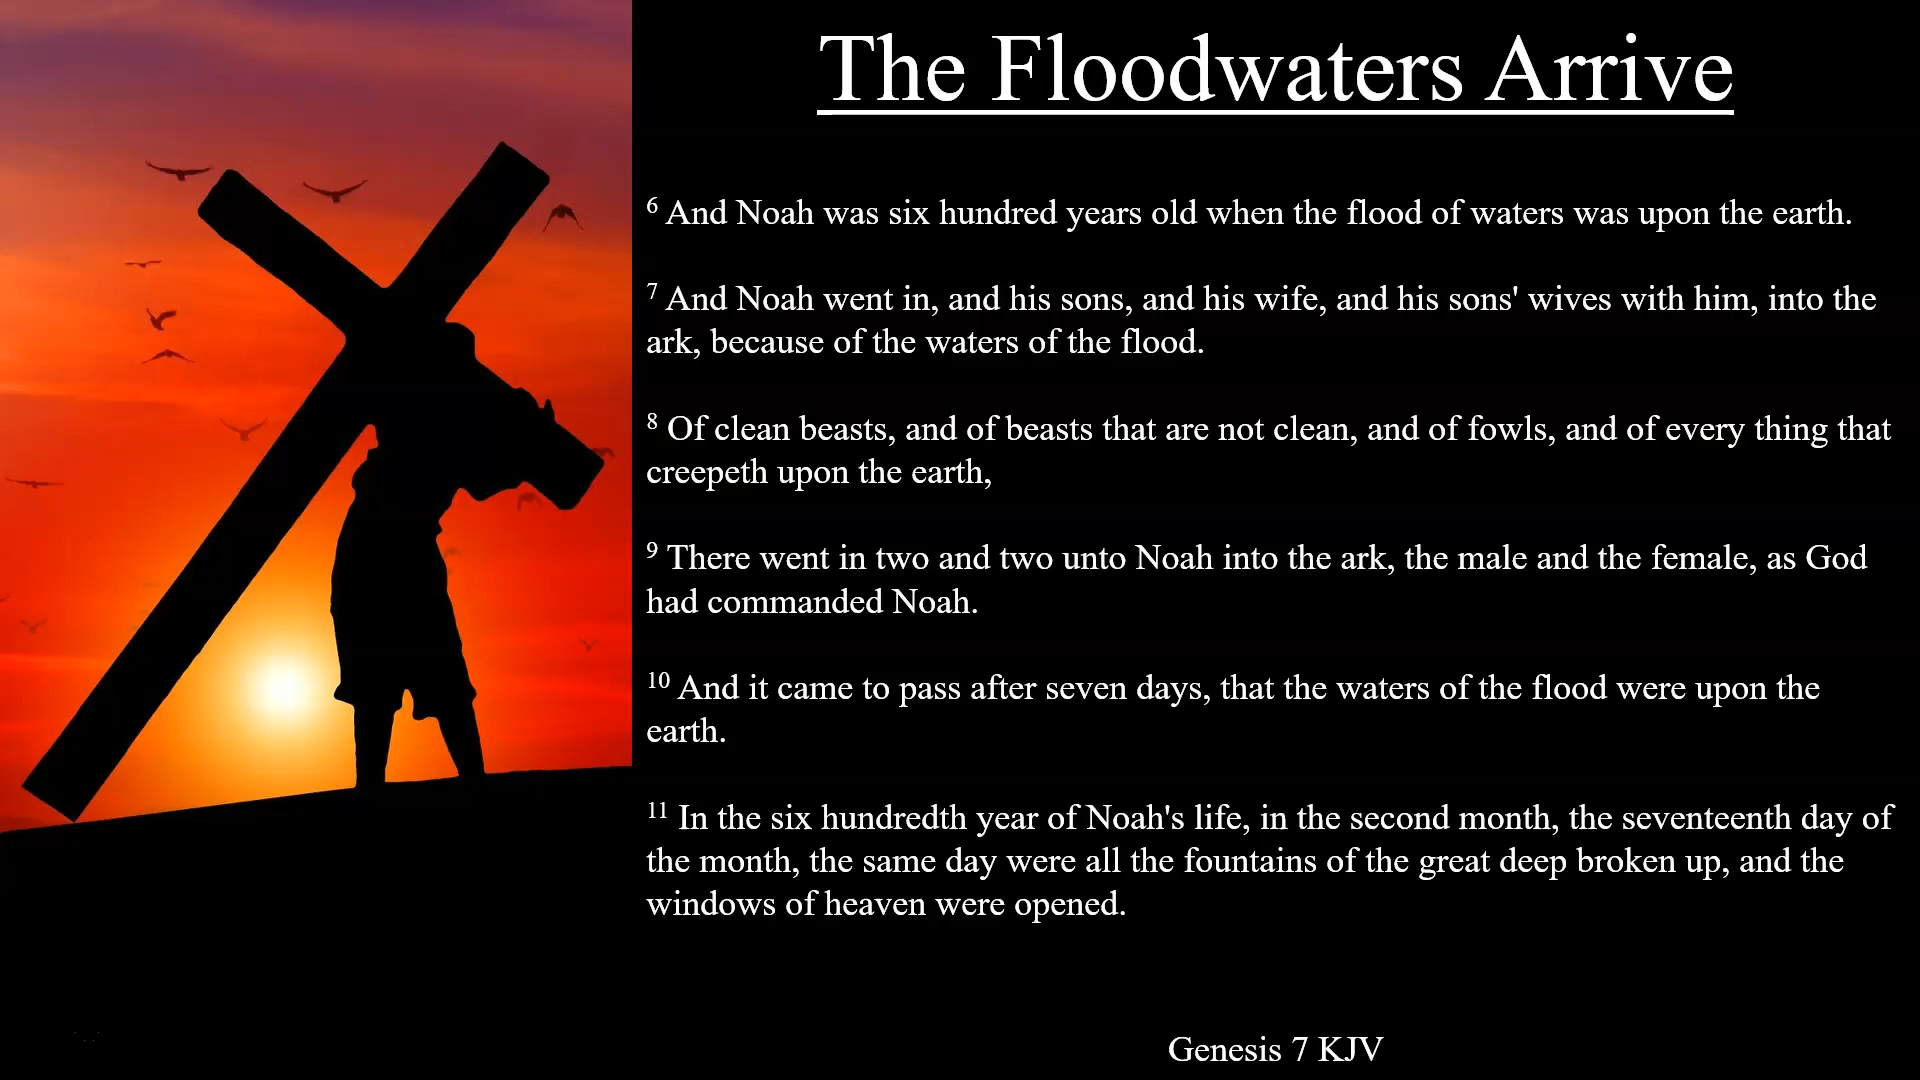 The Floodwaters Arrive
6 And Noah was six hundred years old when the flood of waters was upon the earth.
7 And Noah went in, and his sons, and his wife, and his sons' wives with him, into the
ark, because of the waters of the flood.
8 Of clean beasts, and of beasts that are not clean, and of fowls, and of every thing that
creepeth upon the earth,
9 There went in two and two unto Noah into the ark, the male and the female, as God
had commanded Noah.
10 And it came to pass after seven days, that the waters of the flood were upon the
earth.
11 In the six hundredth year of Noah's life, in the second month, the seventeenth day of
the month, the same day were all the fountains of the great deep broken up, and the
windows of heaven were opened.
Genesis 7 KJV